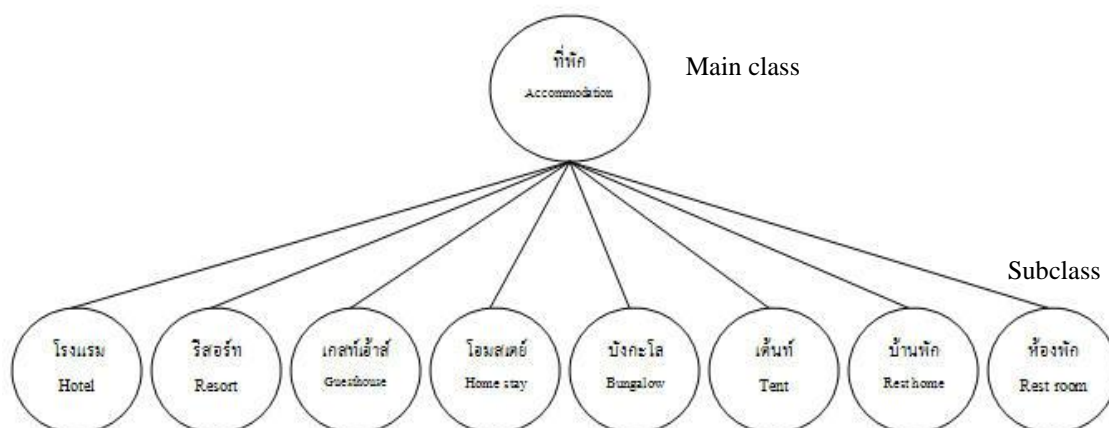 ที่พัก
Accommodation
Main class
Subclass
โรงแรม
Hotel
รีสอร์ท
Resort
เกสท์เฮ้าส์
Guesthouse
โฮมสเตย์
Home stay
บังกะโล
Bungalow
เต็นท์
Tent
บ้านพัก
Rest home
ห้องพัก
Rest room